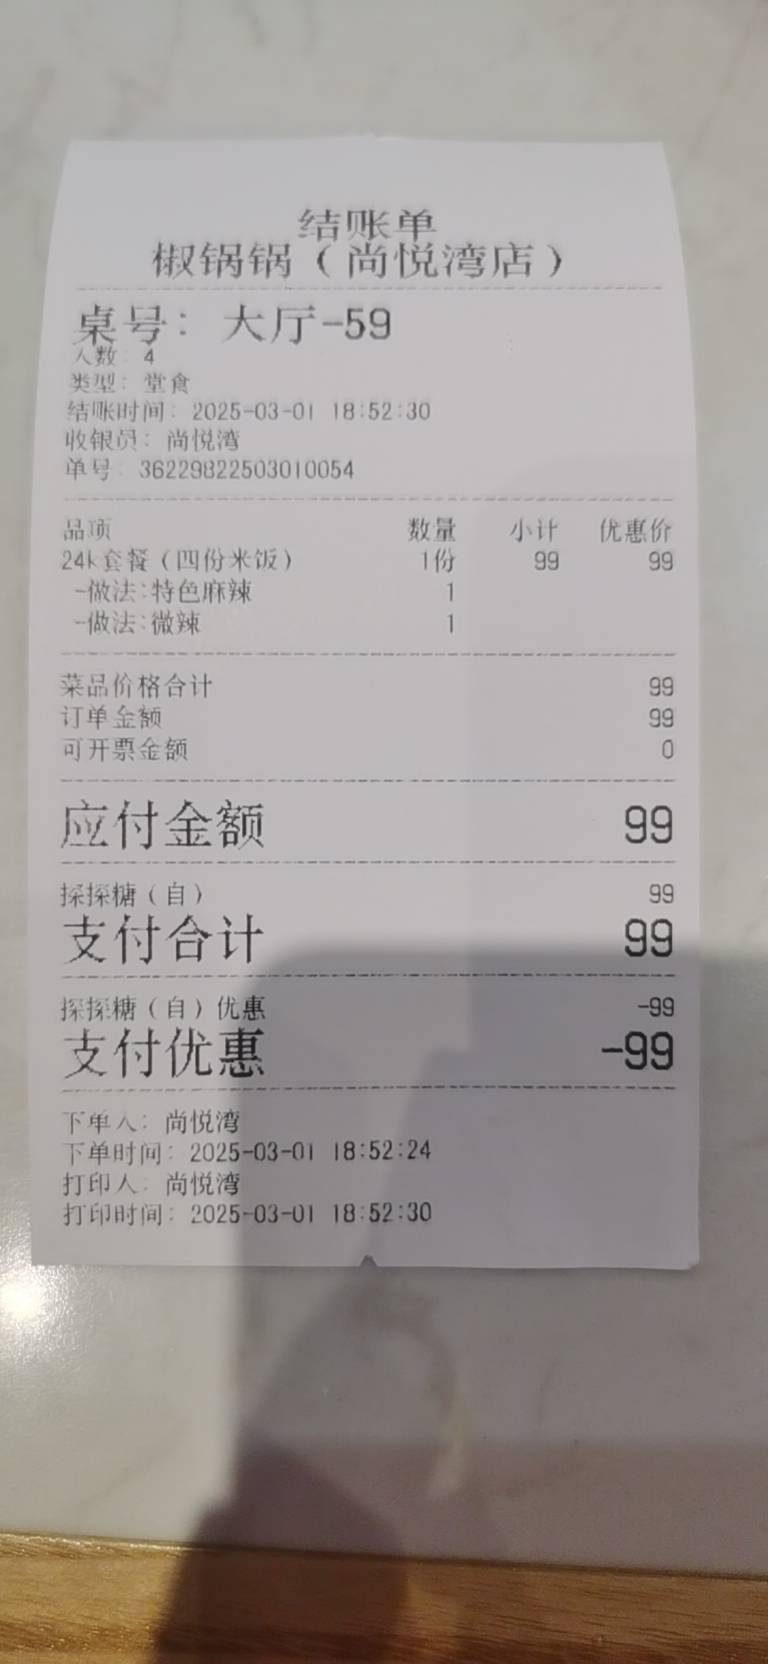 结账单
椒锅锅（尚悦湾店）
桌号：大厅-59
人数：4
类型：堂食
结账时间：2025-03-01 18:52:30
收银员：尚悦湾
单号：36229822503010054
品项 数量 小计 优惠价
24k套餐（四份米饭） 1份 99 99
-做法:特色麻辣 1
-做法:微辣 1
菜品价格合计 99
订单金额 99
可开票金额 0
应付金额 99
探探糖（自） 99
支付合计 99
探探糖（自）优惠 -99
支付优惠 -99
下单人：尚悦湾
下单时间：2025-03-01 18:52:24
打印人：尚悦湾
打印时间：2025-03-01 18:52:30